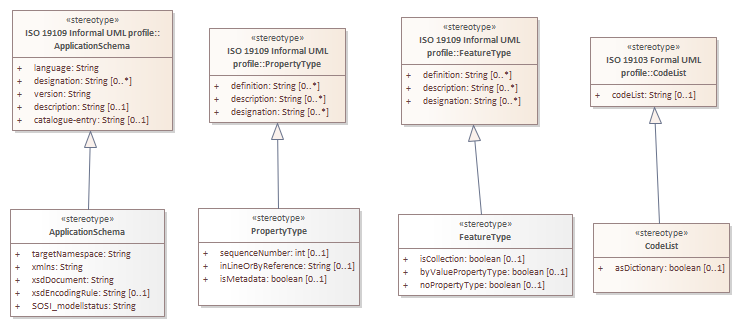 «stereotype»
ISO 19109 Informal UML profile::
ApplicationSchema
+ language: String
+ designation: String [0..*]
+ version: String
+ description: String [0..1]
+ catalogue-entry: String [0..1]
«stereotype»
ISO 19109 Informal UML
profile::PropertyType
+ definition: String [0..*]
+ description: String [0..*]
+ designation: String [0..*]
«stereotype»
ISO 19109 Informal UML
profile::FeatureType
+ definition: String [0..*]
+ description: String [0..*]
+ designation: String [0..*]
«stereotype»
ISO 19103 Formal UML
profile::CodeList
+ codeList: String [0..1]
«stereotype»
ApplicationSchema
+ targetNamespace: String
+ xmlns: String
+ xsdDocument: String
+ xsdEncodingRule: String [0..1]
+ SOSI_modellstatus: String
«stereotype»
PropertyType
+ sequenceNumber: int [0..1]
+ inLineOrByReference: String [0..1]
+ isMetadata: boolean [0..1]
«stereotype»
FeatureType
+ isCollection: boolean [0..1]
+ byValuePropertyType: boolean [0..1]
+ noPropertyType: boolean [0..1]
«stereotype»
CodeList
+ asDictionary: boolean [0..1]